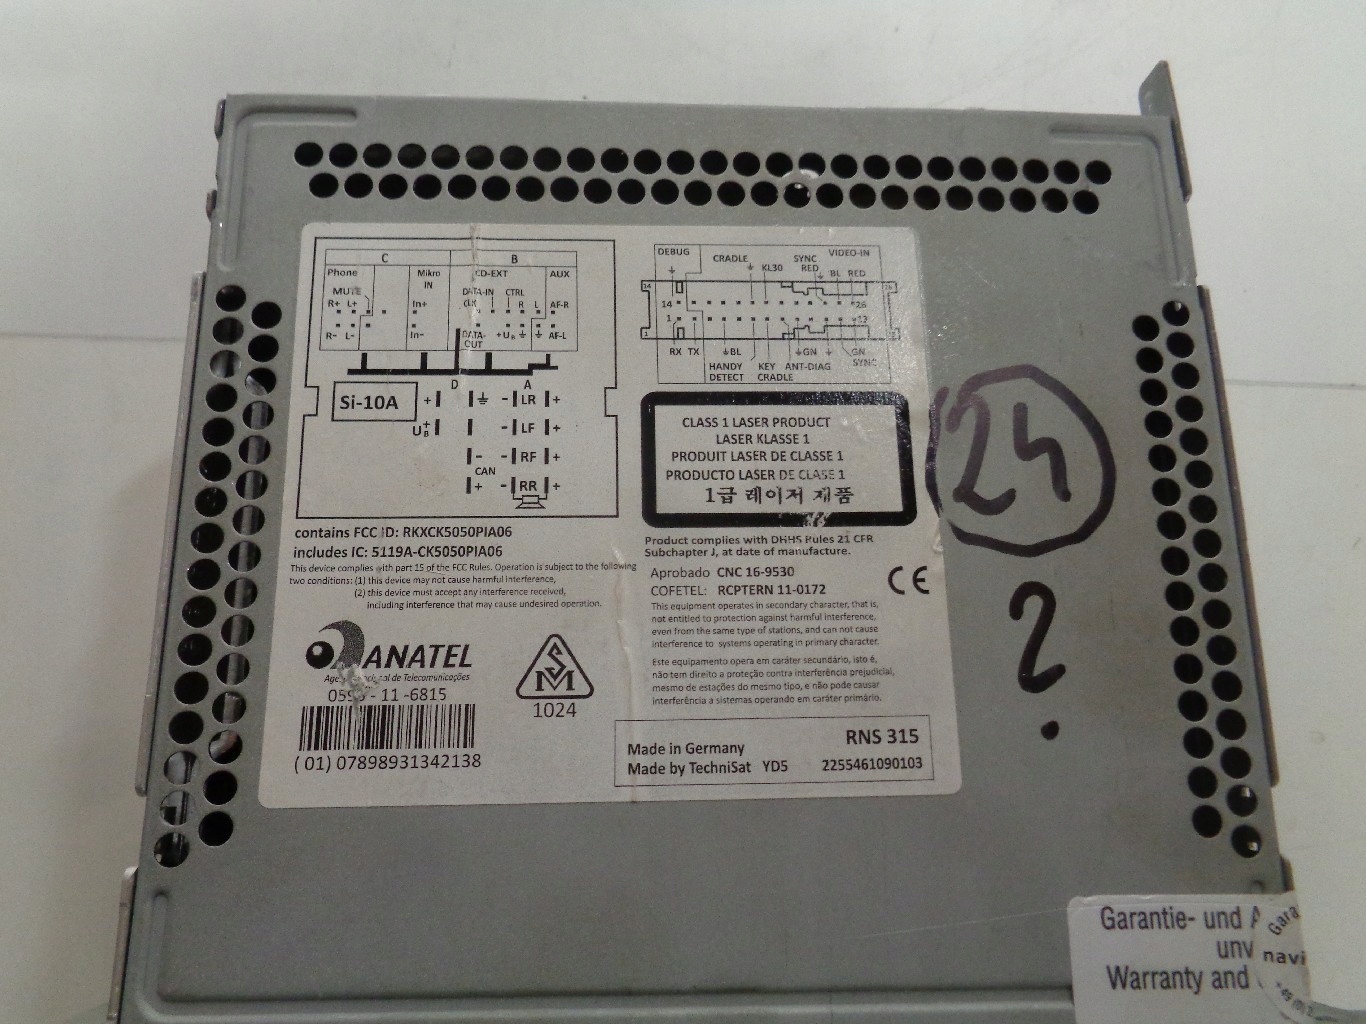 C B
Phone Mikro IN CD-EXT AUX
MUTE DATA-IN CTRL
R+ L+ In+ CLK R L AF-R
R- L- In- DATA-OUT +UB AF-L
D A
Si-10A + - LR +
U+B - LF +
- - RF +
CAN
+ - RR +
DEBUG CRADLE KL30 SYNC RED VIDEO-IN BL RED
14 26
1 13
RX TX BL GN GN SYNC
HANDY DETECT KEY CRADLE ANT-DIAG
CLASS 1 LASER PRODUCT
LASER KLASSE 1
PRODUIT LASER DE CLASSE 1
PRODUCTO LASER DE CLASE 1
1급 레이저 제품
contains FCC ID: RKXCK5050PIA06
includes IC: 5119A-CK5050PIA06
This device complies with part 15 of the FCC Rules. Operation is subject to the following
two conditions: (1) this device may not cause harmful interference,
(2) this device must accept any interference received,
including interference that may cause undesired operation.
Product complies with DHHS Rules 21 CFR
Subchapter J, at date of manufacture.
Aprobado CNC 16-9530
COFETEL: RCPTERN 11-0172
CE
This equipment operates in secondary character, that is,
not entitled to protection against harmful interference,
even from the same type of stations, and can not cause
interference to systems operating in primary character.
Este equipamento opera em caráter secundário, isto é,
não tem direito a proteção contra interferência prejudicial,
mesmo de estações do mesmo tipo, e não pode causar
interferência a sistemas operando em caráter primário.
ANATEL
de Telecomunicações
- 11 -6815
(01) 07898931342138
1024
Made in Germany RNS 315
Made by TechniSat YD5 2255461090103
24
?
Garantie- und
Warranty and
navi